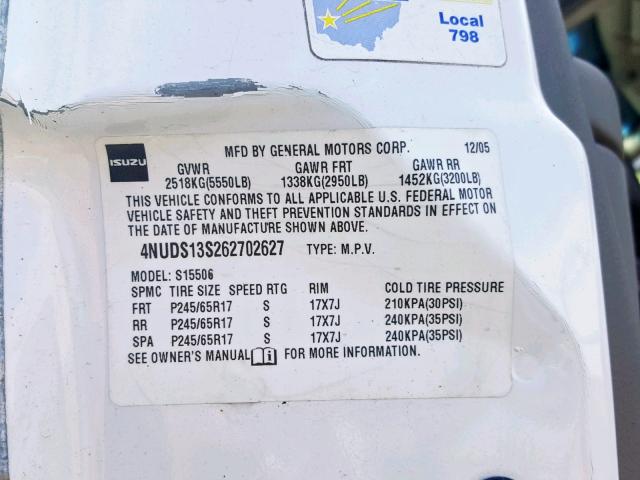 Local
798
ISUZU
MFD BY GENERAL MOTORS CORP. 12/05
GVWR GAWR FRT GAWR RR
2518KG(5550LB) 1338KG(2950LB) 1452KG(3200LB)
THIS VEHICLE CONFORMS TO ALL APPLICABLE U.S. FEDERAL MOTOR
VEHICLE SAFETY AND THEFT PREVENTION STANDARDS IN EFFECT ON
THE DATE OF MANUFACTURE SHOWN ABOVE.
4NUDS13S262702627 TYPE: M.P.V.
MODEL: S15506
SPMC TIRE SIZE SPEED RTG RIM COLD TIRE PRESSURE
FRT P245/65R17 S 17X7J 210KPA(30PSI)
RR P245/65R17 S 17X7J 240KPA(35PSI)
SPA P245/65R17 S 17X7J 240KPA(35PSI)
SEE OWNER'S MANUAL FOR MORE INFORMATION.